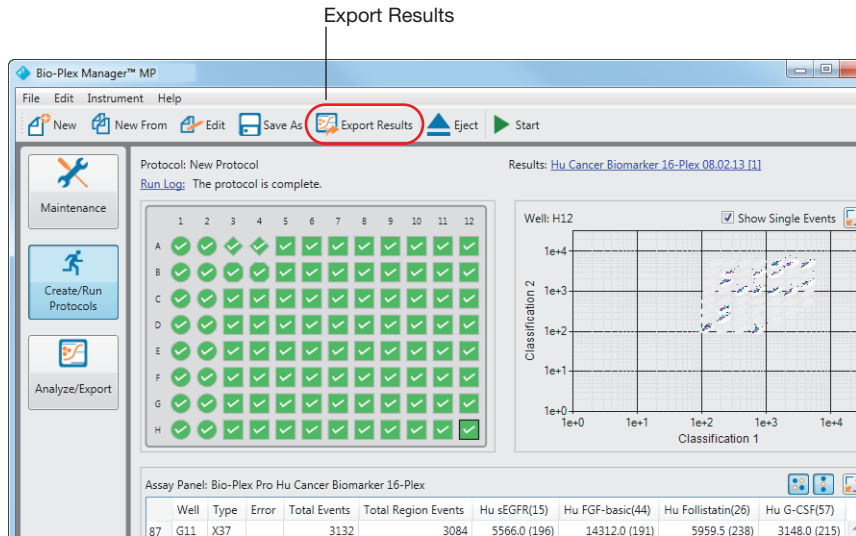 Export Results
Bio-Plex Manager™ MP
File Edit Instrument Help
New New From Edit Save As Export Results Eject Start
Maintenance
Create/Run
Protocols
Analyze/Export
Protocol: New Protocol
Run Log: The protocol is complete.
Results: Hu Cancer Biomarker 16-Plex 08.02.13 [1]
1 2 3 4 5 6 7 8 9 10 11 12
A
B
C
D
E
F
G
H
Well: H12
Show Single Events
Classification 2
1e+4
1e+3
1e+2
1e+1
1e+0
1e+0 1e+1 1e+2 1e+3 1e+4
Classification 1
Assay Panel: Bio-Plex Pro Hu Cancer Biomarker 16-Plex
Well Type Error Total Events Total Region Events Hu sEGFR(15) Hu FGF-basic(44) Hu Follistatin(26) Hu G-CSF(57)
87 G11 X37 3132 3084 5566.0 (196) 14312.0 (191) 5959.5 (238) 3148.0 (215)